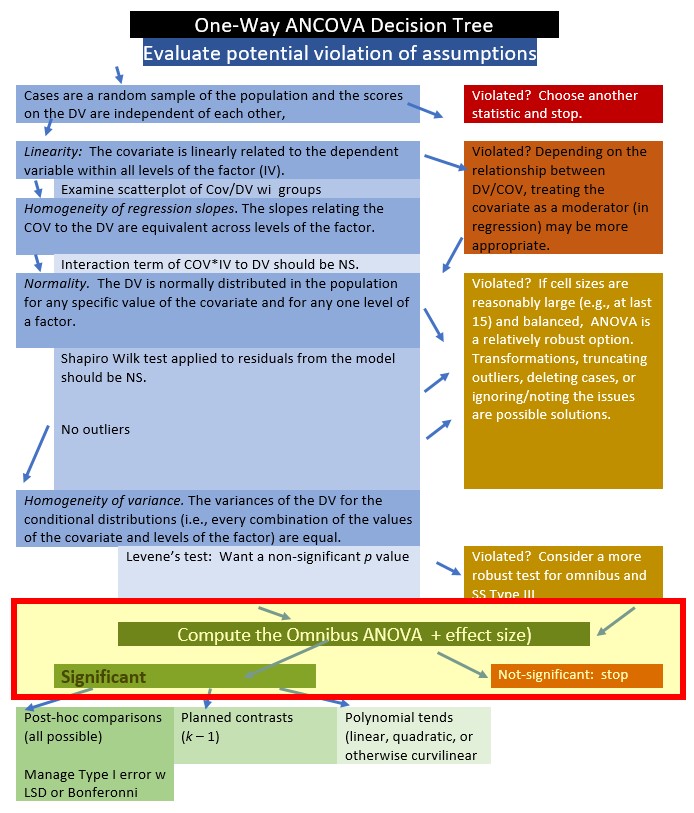 One-Way ANCOVA Decision Tree
Evaluate potential violation of assumptions
Cases are a random sample of the population and the scores
on the DV are independent of each other,
Violated?  Choose another
statistic and stop.
Linearity:  The covariate is linearly related to the dependent
variable within all levels of the factor (IV).
Examine scatterplot of Cov/DV wi  groups
Homogeneity of regression slopes. The slopes relating the
COV to the DV are equivalent across levels of the factor.
Interaction term of COV*IV to DV should be NS.
Violated? Depending on the
relationship between
DV/COV, treating the
covariate as a moderator (in
regression) may be more
appropriate.
Normality.  The DV is normally distributed in the population
for any specific value of the covariate and for any one level of
a factor.
Shapiro Wilk test applied to residuals from the model
should be NS.
No outliers
Violated?  If cell sizes are
reasonably large (e.g., at last
15) and balanced,  ANOVA is
a relatively robust option.
Transformations, truncating
outliers, deleting cases, or
ignoring/noting the issues
are possible solutions.
Homogeneity of variance. The variances of the DV for the
conditional distributions (i.e., every combination of the values
of the covariate and levels of the factor) are equal.
Levene's test:  Want a non-significant p value
Violated?  Consider a more
robust test for omnibus and
SS Type III
Compute the Omnibus ANOVA  + effect size)
Significant
Not-significant:  stop
Post-hoc comparisons
(all possible)
Manage Type I error w
LSD or Bonferonni
Planned contrasts
(k – 1)
Polynomial tends
(linear, quadratic, or
otherwise curvilinear